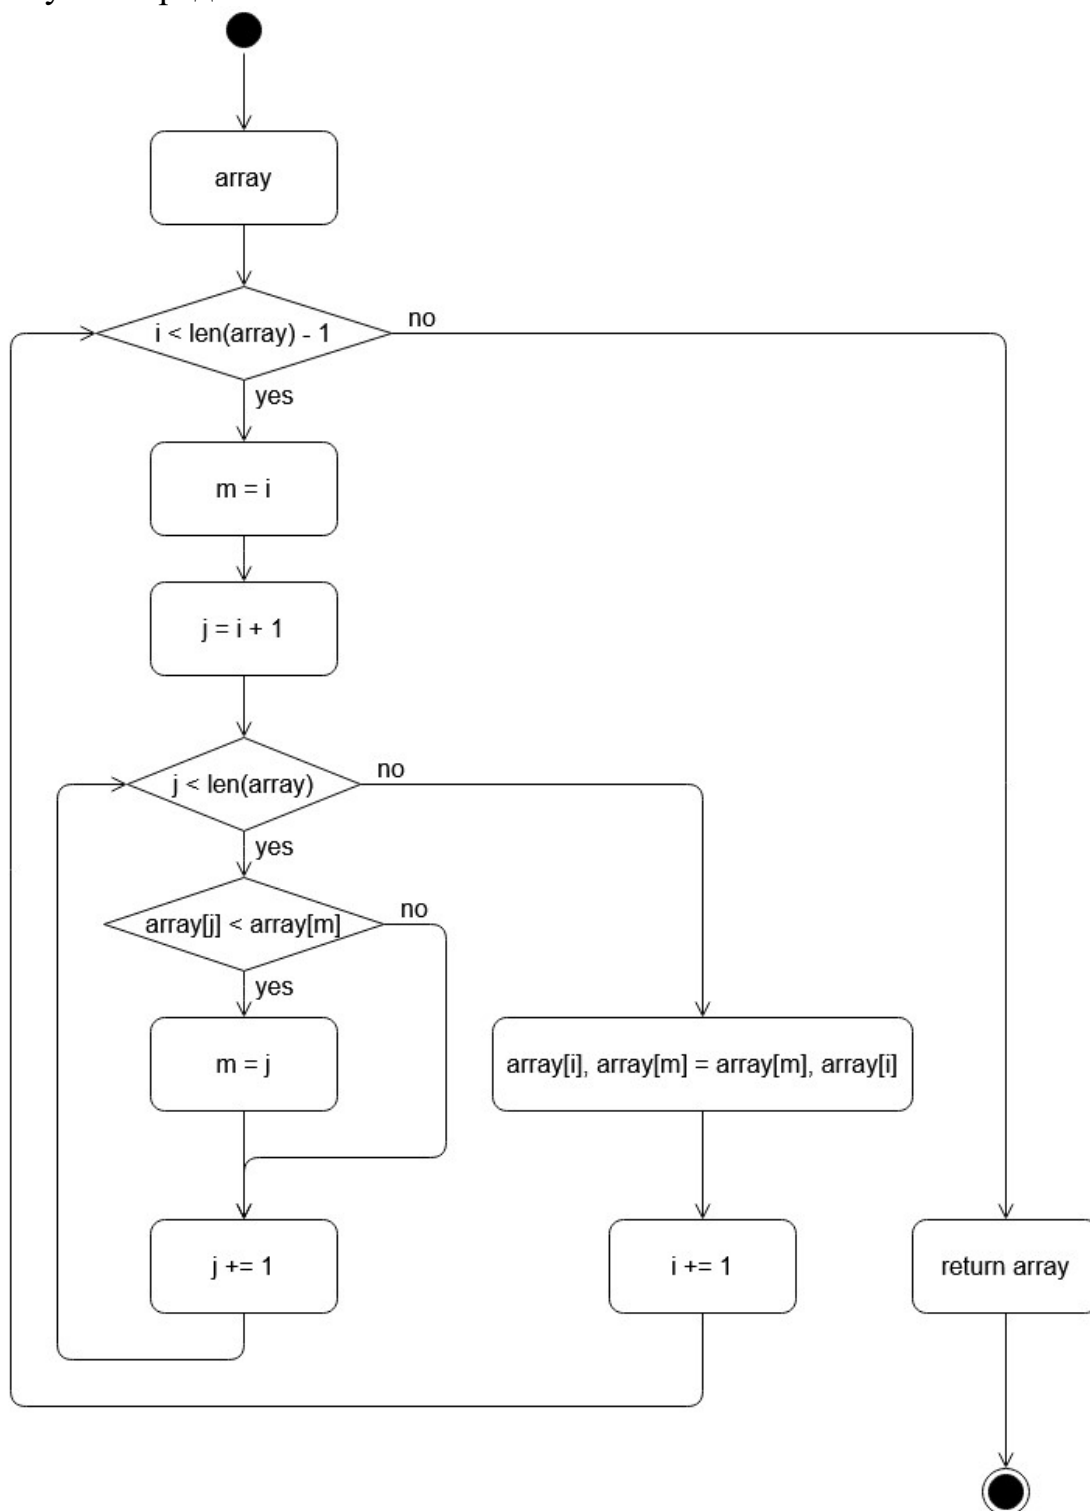 array
i < len(array) - 1
no
yes
m = i
j = i + 1
j < len(array)
no
yes
array[j] < array[m]
no
yes
m = j
array[i], array[m] = array[m], array[i]
j += 1
i += 1
return array